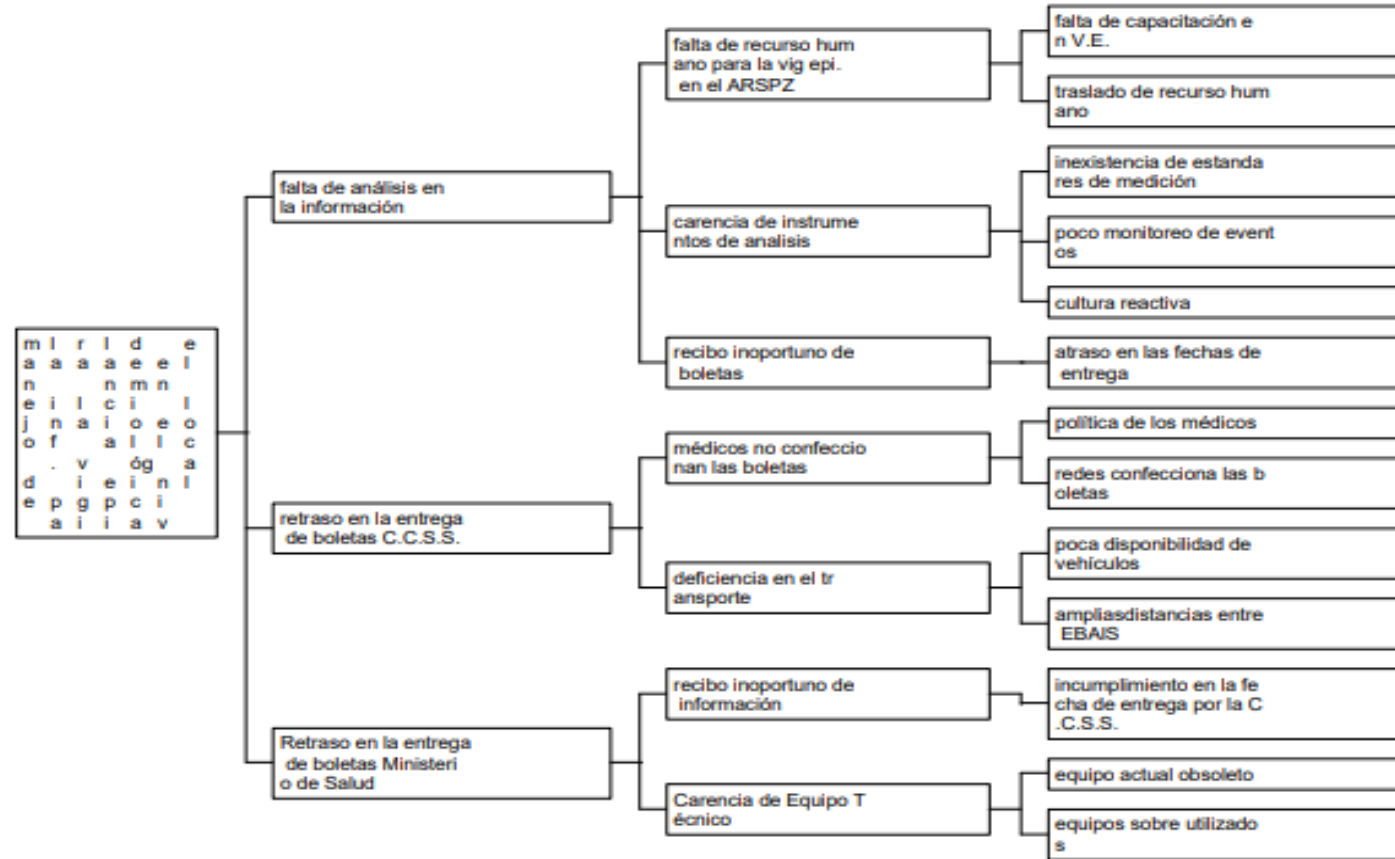 m l r l d e
a a a a e e l
n n m n
e i l c i l
j n a i o e o
o f a l l c
. v óg a
d i e i n l
e p g p c i
a i i a v
falta de análisis en
la información
retraso en la entrega
de boletas C.C.S.S.
Retraso en la entrega
de boletas Ministeri
o de Salud
falta de recurso hum
ano para la vig epi.
en el ARSPZ
carencia de instrume
ntos de analisis
recibo inoportuno de
boletas
médicos no confeccio
nan las boletas
deficiencia en el tr
ansporte
recibo inoportuno de
información
Carencia de Equipo T
écnico
falta de capacitación e
n V.E.
traslado de recurso hum
ano
inexistencia de estanda
res de medición
poco monitoreo de event
os
cultura reactiva
atraso en las fechas de
entrega
política de los médicos
redes confecciona las b
oletas
poca disponibilidad de
vehículos
ampliasdistancias entre
EBAIS
incumplimiento en la fe
cha de entrega por la C
.C.S.S.
equipo actual obsoleto
equipos sobre utilizado
s